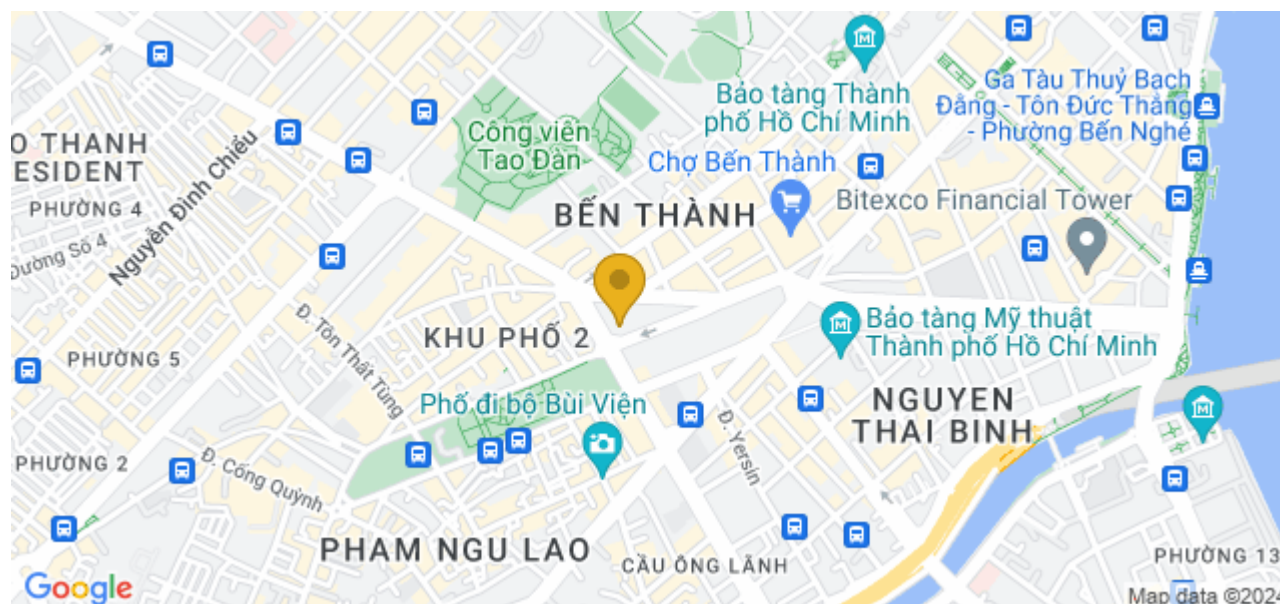 Bảo tàng Thành
phố Hồ Chí Minh
Ga Tàu Thuỷ Bạch
Đằng - Tôn Đức Thắng
- Phường Bến Nghé
O THANH
ESIDENT
Công viên
Tao Đàn
Chợ Bến Thành
Nguyễn Đình Chiểu
PHƯỜNG 4
BẾN THÀNH
Bitexco Financial Tower
Đường Số 4
Đ. Tôn Thất Tùng
KHU PHỐ 2
Bảo tàng Mỹ thuật
Thành phố Hồ Chí Minh
PHƯỜNG 5
Phố đi bộ Bùi Viện
Đ. Yersin
NGUYEN
THAI BINH
PHƯỜNG 2
Đ. Cống Quỳnh
PHAM NGU LAO
CẦU ÔNG LÃNH
PHƯỜNG 13
Google
Map data ©2024